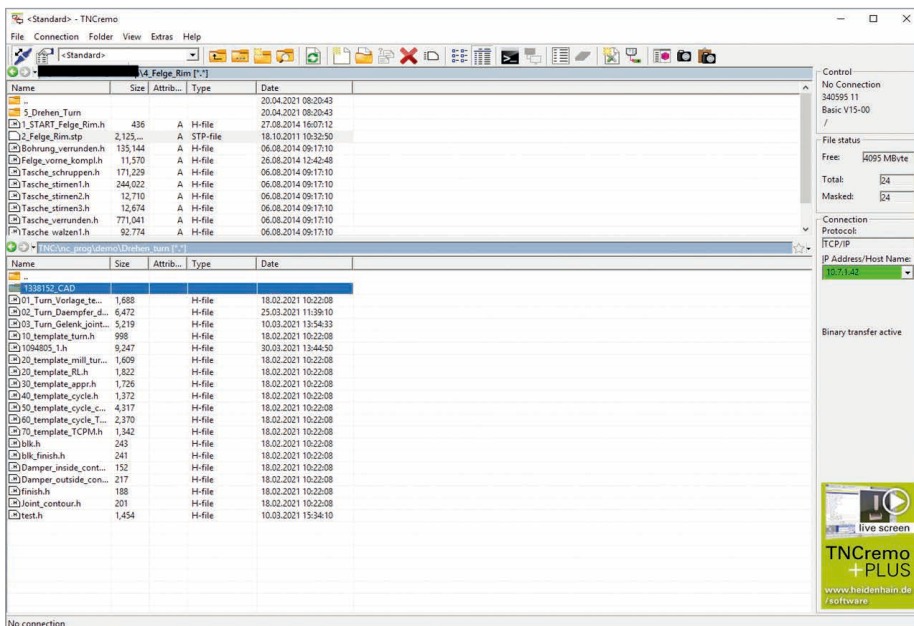 <Standard> - TNCremo
File Connection Folder View Extras Help
<Standard>
\4_Felge_Rim [*.*]
Name Size Attrib... Type Date
.. 20.04.2021 08:20:43
5_Drehen_Turn 20.04.2021 08:20:43
1_START_Felge_Rim.h 436 A H-file 27.08.2014 16:07:12
2_Felge_Rim.stp 2,125,... A STP-file 18.10.2011 10:32:50
Bohrung_verrunden.h 135,144 A H-file 06.08.2014 09:17:10
Felge_vorne_kompl.h 11,570 A H-file 26.08.2014 12:42:48
Tasche_schruppen.h 171,229 A H-file 06.08.2014 09:17:10
Tasche_stirnen1.h 244,022 A H-file 06.08.2014 09:17:10
Tasche_stirnen2.h 12,710 A H-file 06.08.2014 09:17:10
Tasche_stirnen3.h 12,674 A H-file 06.08.2014 09:17:10
Tasche_verrunden.h 771,041 A H-file 06.08.2014 09:17:10
Tasche_walzen1.h 92,774 A H-file 06.08.2014 09:17:10
TNC:\nc_prog\demo\Drehen_turn [*.*]
Name Size Attrib... Type Date
..
1338152_CAD
01_Turn_Vorlage_te... 1,688 H-file 18.02.2021 10:22:08
02_Turn_Daempfer_d... 6,472 H-file 25.03.2021 11:39:10
03_Turn_Gelenk_joint... 5,219 H-file 10.03.2021 13:54:33
10_template_turn.h 998 H-file 18.02.2021 10:22:08
1094805_1.h 9,247 H-file 30.03.2021 13:44:50
20_template_mill_tur... 1,609 H-file 18.02.2021 10:22:08
20_template_RL.h 1,822 H-file 18.02.2021 10:22:08
30_template_appr.h 1,726 H-file 18.02.2021 10:22:08
40_template_cycle.h 1,372 H-file 18.02.2021 10:22:08
50_template_cycle_c... 4,317 H-file 18.02.2021 10:22:08
60_template_cycle_T... 2,370 H-file 18.02.2021 10:22:08
70_template_TCPM.h 1,342 H-file 18.02.2021 10:22:08
blk.h 243 H-file 18.02.2021 10:22:08
blk_finish.h 241 H-file 18.02.2021 10:22:08
Damper_inside_cont... 152 H-file 18.02.2021 10:22:08
Damper_outside_con... 217 H-file 18.02.2021 10:22:08
finish.h 188 H-file 18.02.2021 10:22:08
Joint_contour.h 201 H-file 18.02.2021 10:22:08
test.h 1,454 H-file 10.03.2021 15:34:10
Control
No Connection
340595 11
Basic V15-00
/
File status
Free: 4095 MByte
Total: 24
Masked: 24
Connection
Protocol:
TCP/IP
IP Address/Host Name:
10.7.1.42
Binary transfer active
live screen
TNCremo
+PLUS
www.heidenhain.de
/software
No connection